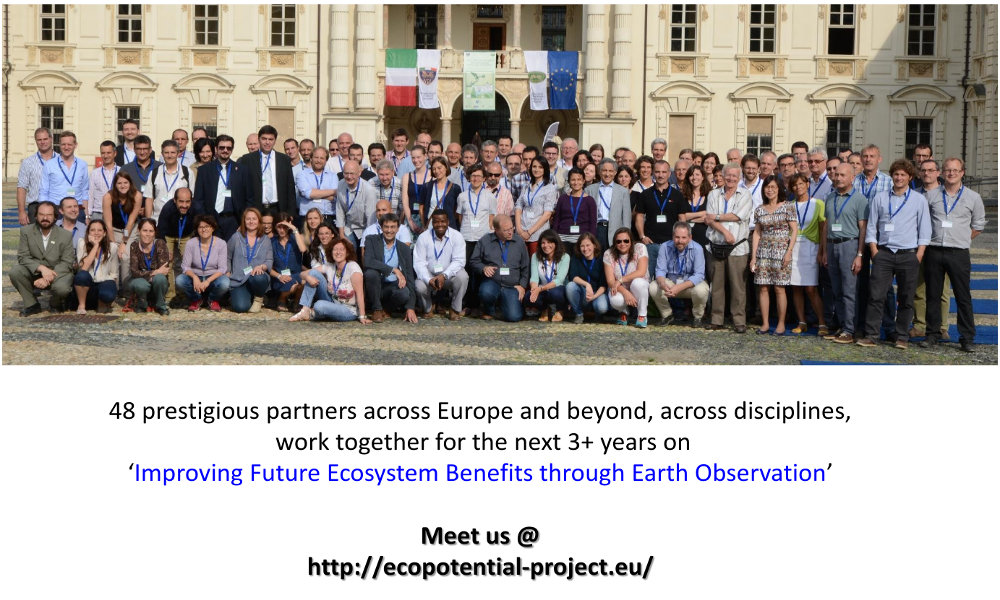 48 prestigious partners across Europe and beyond, across disciplines,
work together for the next 3+ years on
‘Improving Future Ecosystem Benefits through Earth Observation’
Meet us @
http://ecopotential-project.eu/